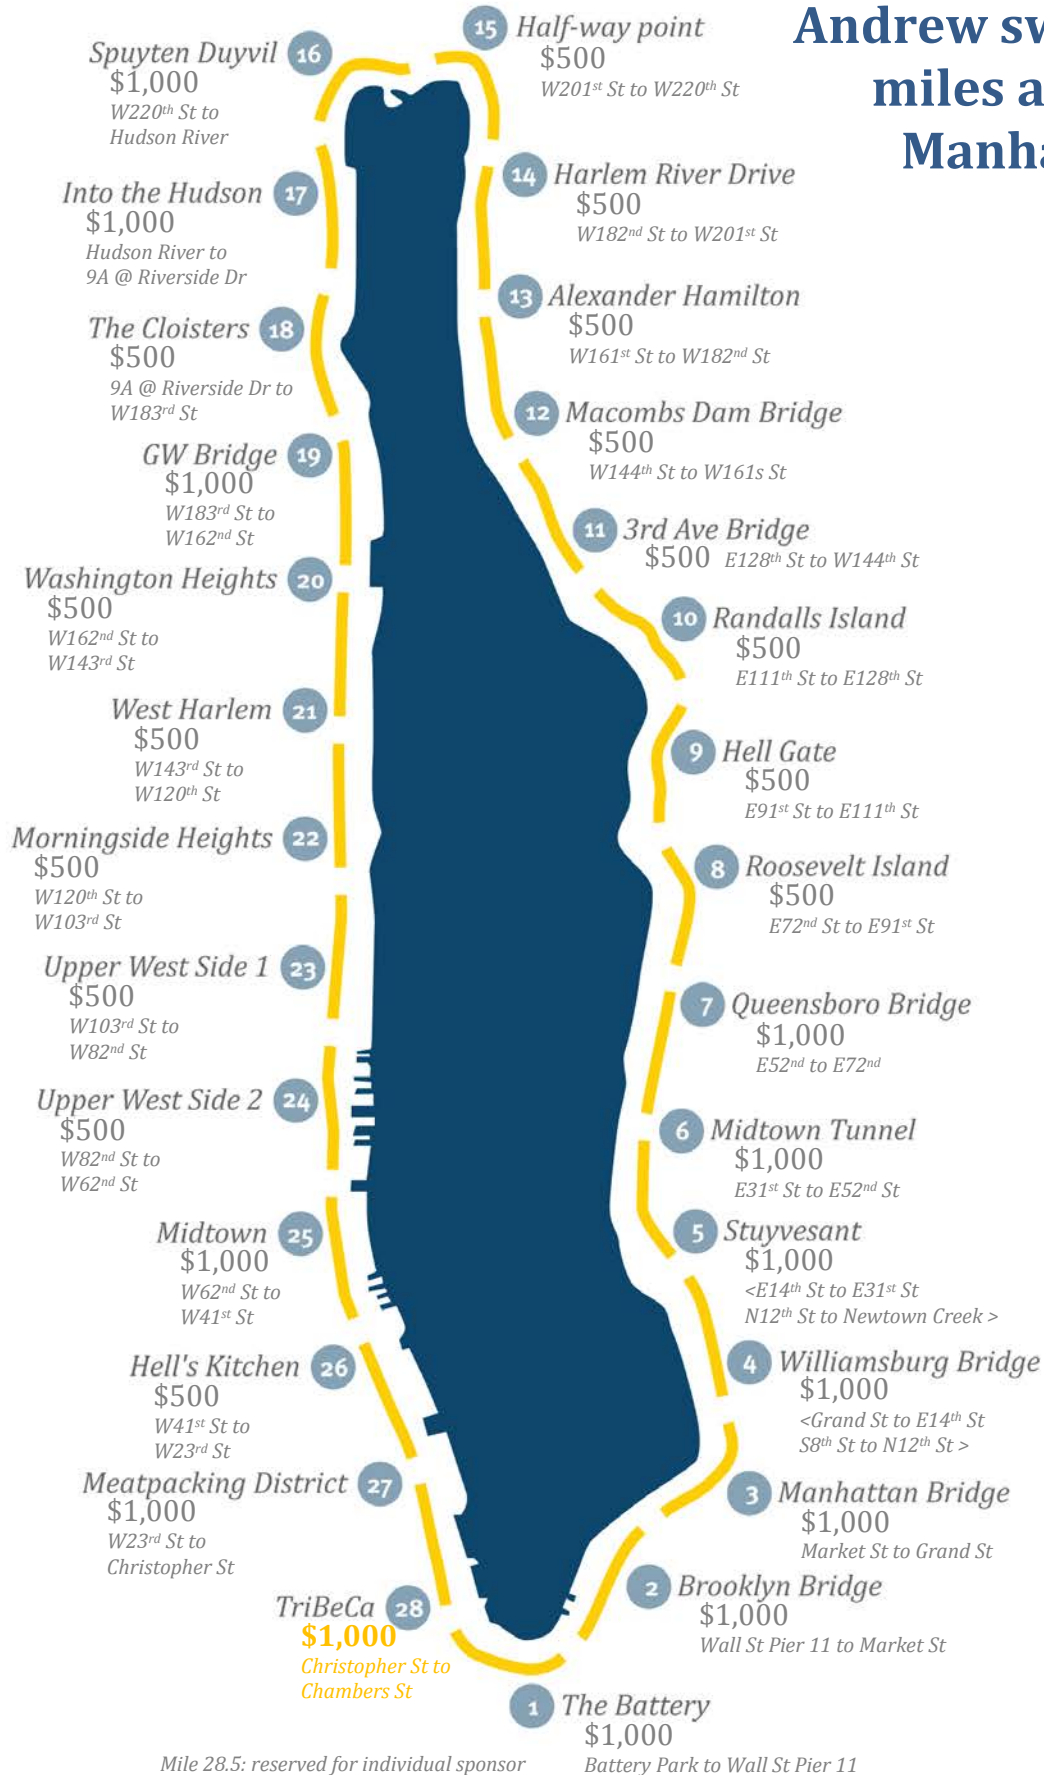 Andrew sw
miles a
Manha
15 Half-way point
$500
W201st St to W220th St
Spuyten Duyvil 16
$1,000
W220th St to
Hudson River
14 Harlem River Drive
$500
W182nd St to W201st St
Into the Hudson 17
$1,000
Hudson River to
9A @ Riverside Dr
13 Alexander Hamilton
$500
W161st St to W182nd St
The Cloisters 18
$500
9A @ Riverside Dr to
W183rd St
12 Macombs Dam Bridge
$500
W144th St to W161s St
GW Bridge 19
$1,000
W183rd St to
W162nd St
11 3rd Ave Bridge
$500 E128th St to W144th St
Washington Heights 20
$500
W162nd St to
W143rd St
10 Randalls Island
$500
E111th St to E128th St
West Harlem 21
$500
W143rd St to
W120th St
9 Hell Gate
$500
E91st St to E111th St
Morningside Heights 22
$500
W120th St to
W103rd St
8 Roosevelt Island
$500
E72nd St to E91st St
Upper West Side 1 23
$500
W103rd St to
W82nd St
7 Queensboro Bridge
$1,000
E52nd to E72nd
Upper West Side 2 24
$500
W82nd St to
W62nd St
6 Midtown Tunnel
$1,000
E31st St to E52nd St
Midtown 25
$1,000
W62nd St to
W41st St
5 Stuyvesant
$1,000
<E14th St to E31st St
N12th St to Newtown Creek >
Hell's Kitchen 26
$500
W41st St to
W23rd St
4 Williamsburg Bridge
$1,000
<Grand St to E14th St
S8th St to N12th St >
Meatpacking District 27
$1,000
W23rd St to
Christopher St
3 Manhattan Bridge
$1,000
Market St to Grand St
TriBeCa 28
$1,000
Christopher St to
Chambers St
2 Brooklyn Bridge
$1,000
Wall St Pier 11 to Market St
1 The Battery
$1,000
Battery Park to Wall St Pier 11
Mile 28.5: reserved for individual sponsor